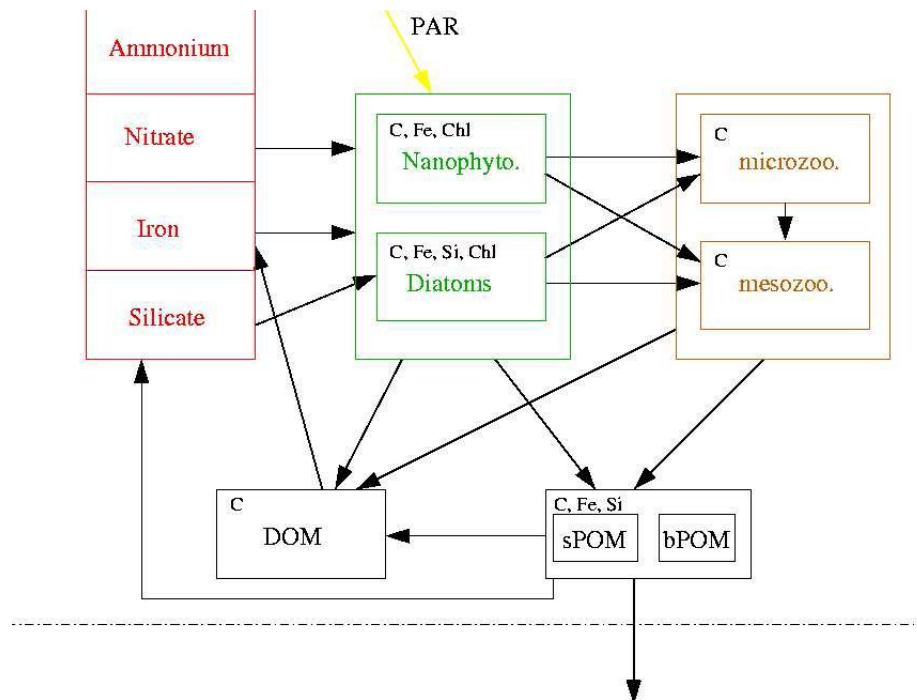 PAR
Ammonium
Nitrate
Iron
Silicate
C, Fe, Chl
Nanophyto.
C, Fe, Si, Chl
Diatoms
C
microzoo.
C
mesozoo.
C
DOM
C, Fe, Si
sPOM
bPOM